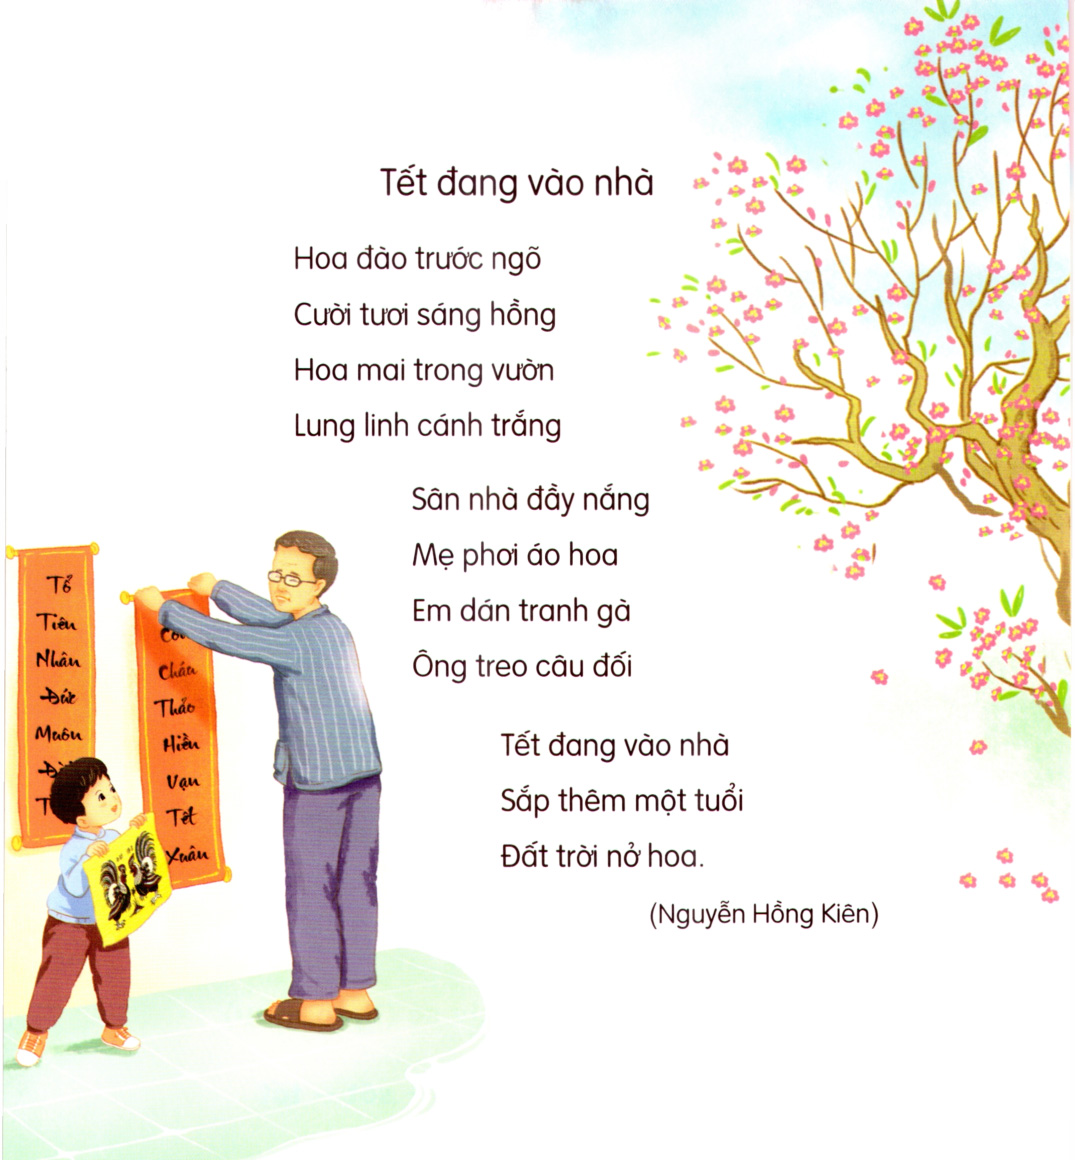 Tết đang vào nhà
Hoa đào trước ngõ
Cười tươi sáng hồng
Hoa mai trong vườn
Lung linh cánh trắng
Sân nhà đầy nắng
Mẹ phơi áo hoa
Em dán tranh gà
Ông treo câu đối
Tết đang vào nhà
Sắp thêm một tuổi
Đất trời nở hoa.
(Nguyễn Hồng Kiên)
Tổ
Tiên
Nhân
Đức
Muôn
Cháu
Thảo
Hiền
Vạn
Tết
Xuân